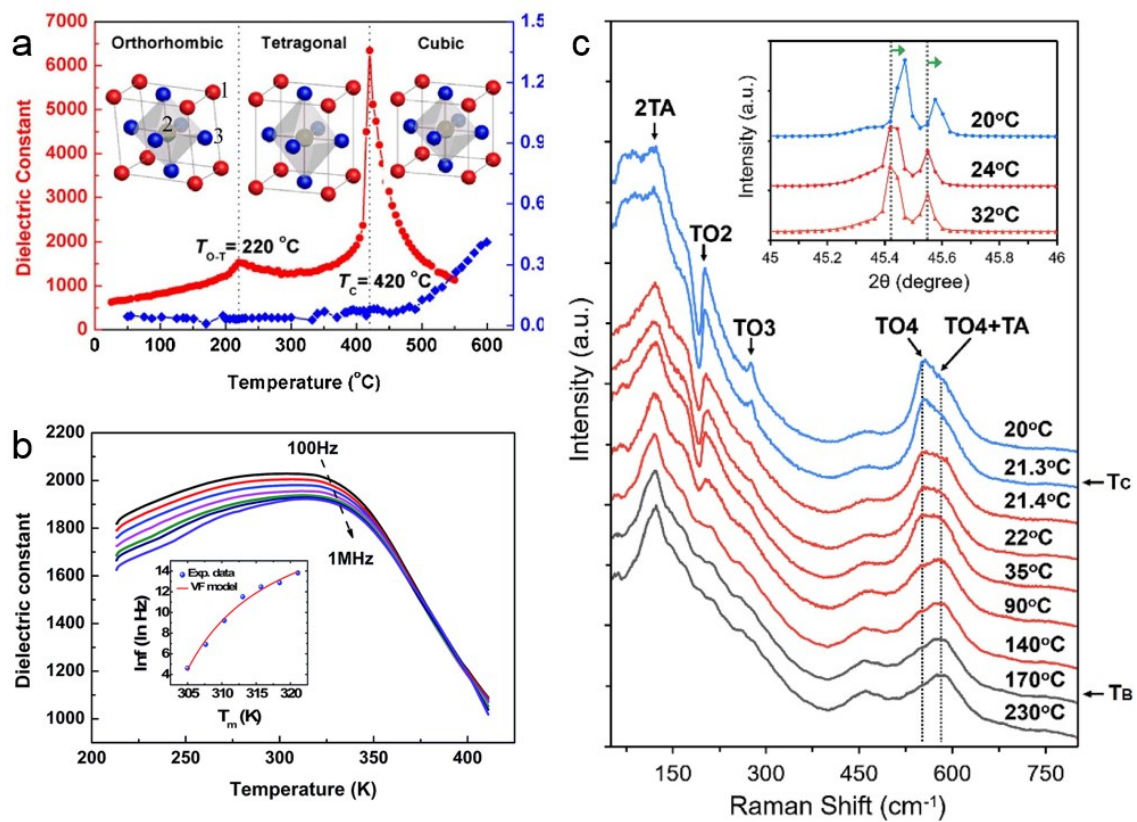 a
Orthorhombic
Tetragonal
Cubic
1
2
3
T_O-T = 220 °C
T_C = 420 °C
Dielectric Constant
7000
6000
5000
4000
3000
2000
1000
0
1.5
1.2
0.9
0.6
0.3
0.0
0 100 200 300 400 500 600
Temperature (°C)
b
2200
2000
1800
1600
1400
1200
1000
Dielectric constant
100Hz
1MHz
Exp. data
VF model
lnf (ln Hz)
14
12
10
8
6
4
305 310 315 320
T_m (K)
200 250 300 350 400
Temperature (K)
c
Intensity (a.u.)
2TA
TO2
TO3
TO4
TO4+TA
Intensity (a.u.)
20°C
24°C
32°C
45 45.2 45.4 45.6 45.8 46
2θ (degree)
20°C
21.3°C
Tc
21.4°C
22°C
35°C
90°C
140°C
170°C
TB
230°C
150 300 450 600 750
Raman Shift (cm⁻¹)